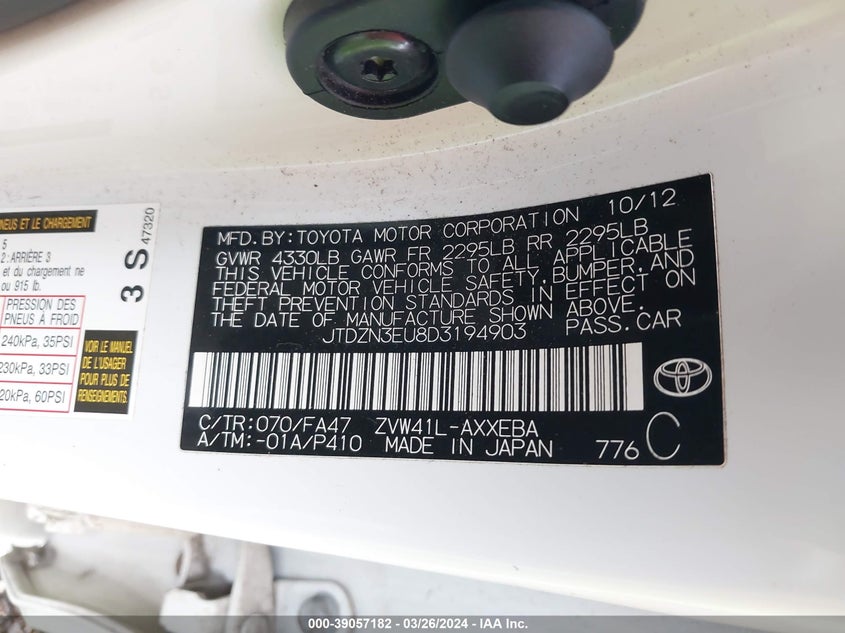 MFD. BY: TOYOTA MOTOR CORPORATION 10/12
GVWR 4330LB GAWR FR 2295LB RR 2295LB
THIS VEHICLE CONFORMS TO ALL APPLICABLE
FEDERAL MOTOR VEHICLE SAFETY, BUMPER, AND
THEFT PREVENTION STANDARDS IN EFFECT ON
THE DATE OF MANUFACTURE SHOWN ABOVE.
JTDZN3EU8D3194903 PASS. CAR
C/TR: 070/FA47 ZVW41L-AXXEBA
A/TM: -01A/P410 MADE IN JAPAN 776 C
PNEUS ET LE CHARGEMENT
5
2 : ARRIÈRE 3
et du chargement ne
ou 915 lb.
PRESSION DES
PNEUS À FROID
240kPa, 35PSI
230kPa, 33PSI
20kPa, 60PSI
VOIR LE MANUEL
DE L'USAGER
POUR PLUS DE
RENSEIGNEMENTS.
3 S 47320
000-39057182 - 03/26/2024 - IAA Inc.